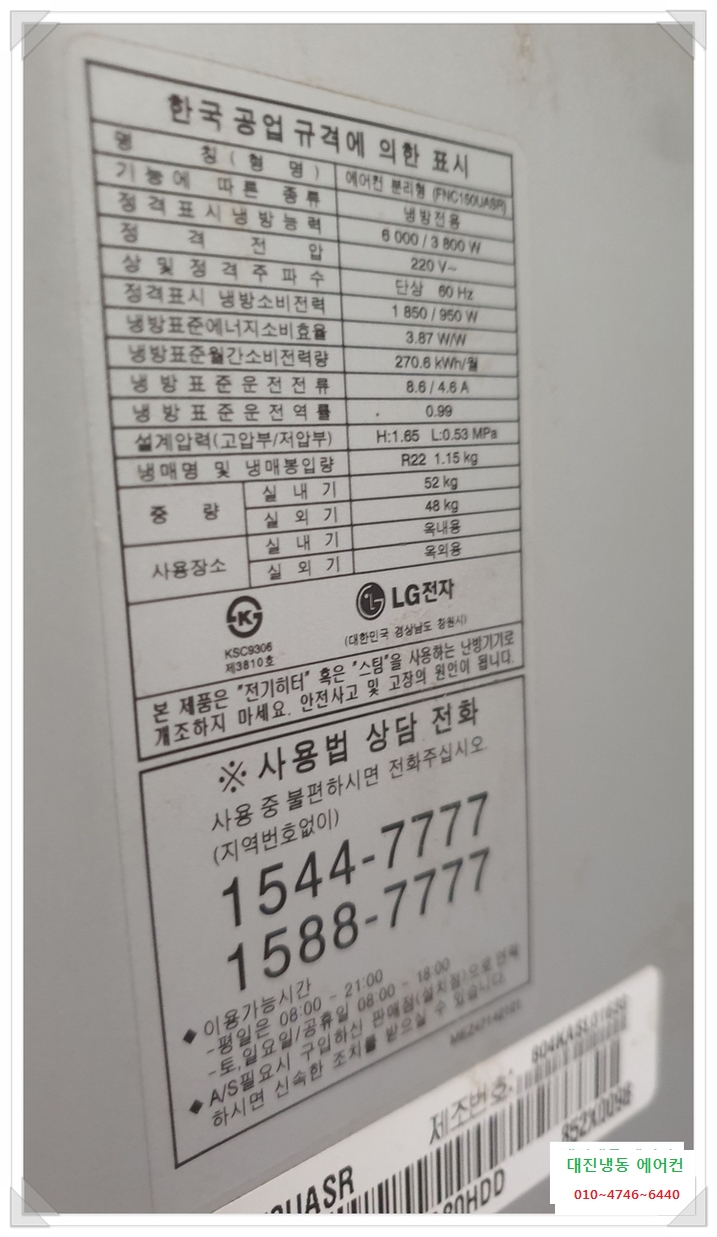 한국 공업 규격에 의한 표시
명 칭 ( 형 명 ) 에어컨 분리형 (FNC150UASR)
기 능 에 따 른 종 류 냉방전용
정 격 표 시 냉 방 능 력 6 000 / 3 800 W
정 격 전 압 220 V~
상 및 정 격 주 파 수 단상 60 Hz
정격표시 냉방소비전력 1 850 / 950 W
냉방표준에너지소비효율 3.87 W/W
냉방표준월간소비전력량 270.6 kWh/월
냉 방 표 준 운 전 전 류 8.6 / 4.6 A
냉 방 표 준 운 전 역 률 0.99
설계압력(고압부/저압부) H:1.65 L:0.53 MPa
냉매명 및 냉매봉입량 R22 1.15 kg
중 량 실 내 기 52 kg
실 외 기 48 kg
사용장소 실 내 기 옥내용
실 외 기 옥외용
K
LG전자
KSC9306
제3810호
(대한민국 경상남도 창원시)
본 제품은 "전기히터" 혹은 "스팀"을 사용하는 난방기기로
개조하지 마세요. 안전사고 및 고장의 원인이 됩니다.
※ 사용법 상담 전화
사용 중 불편하시면 전화주십시오.
(지역번호없이)
1544-7777
1588-7777
◆ 이용가능시간
-평일은 08:00 - 21:00
-토,일요일/공휴일 08:00 - 18:00
◆ A/S필요시 구입하신 판매점(설치점)으로 연락
하시면 신속한 조치를 받으실 수 있습니다.
제조번호:
UASR
대진냉동 에어컨
010~4746~6440